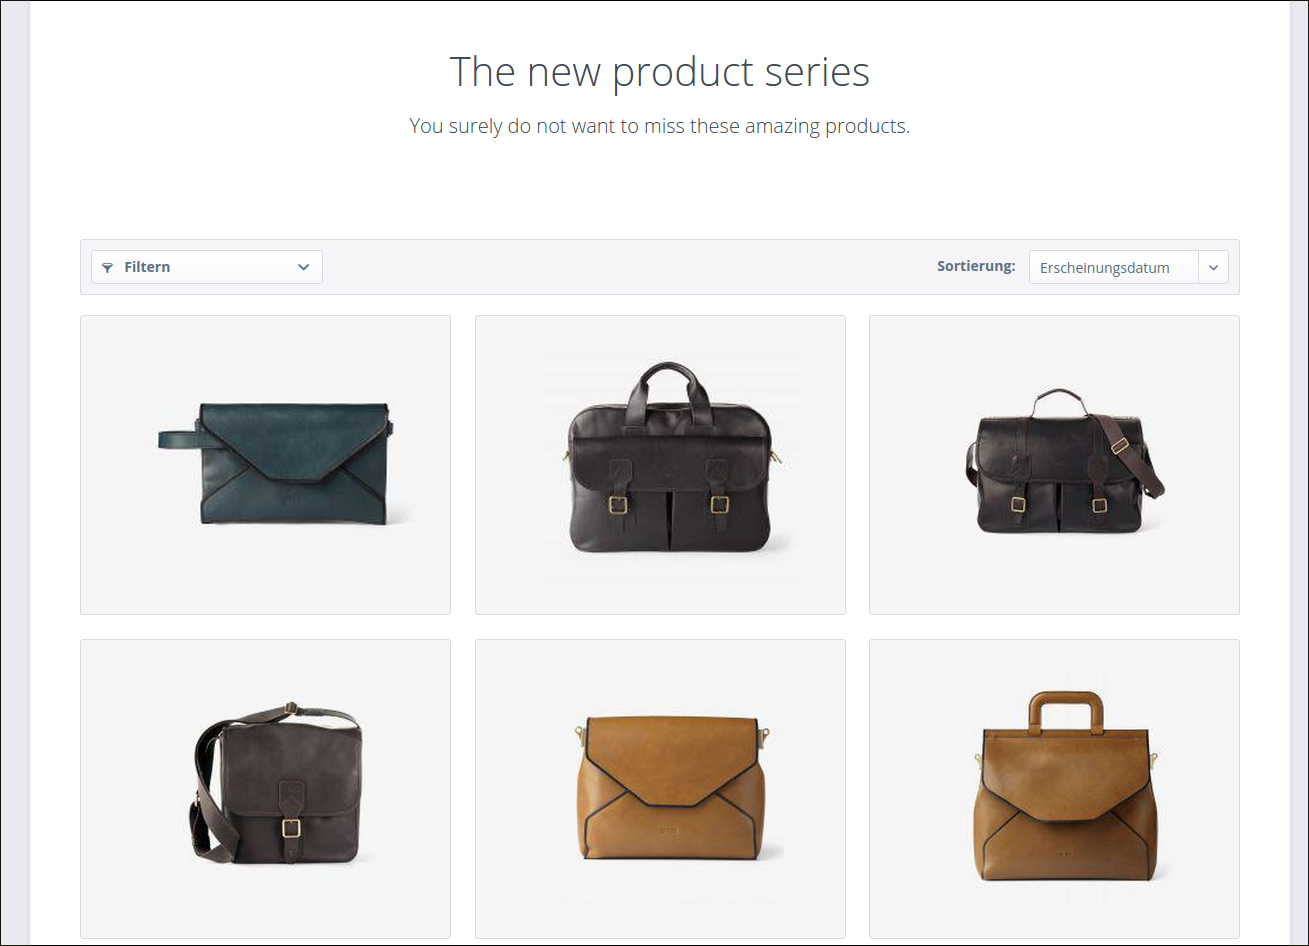 The new product series
You surely do not want to miss these amazing products.
Filtern
Sortierung:
Erscheinungsdatum